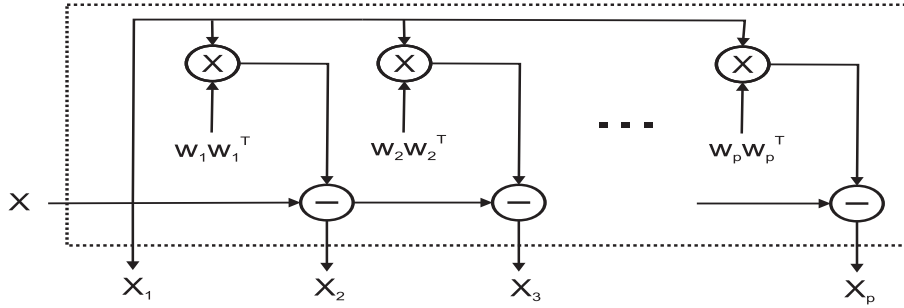 X X X
w₁w₁ᵀ w₂w₂ᵀ ... wₚwₚᵀ
X − − −
X₁ X₂ X₃ Xₚ